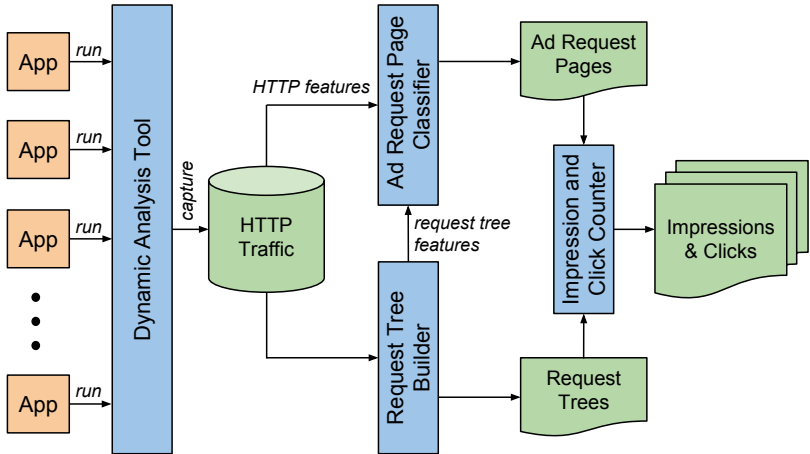 App
run
App
run
App
run
App
run
Dynamic Analysis Tool
capture
HTTP
Traffic
HTTP features
Ad Request Page
Classifier
request tree
features
Request Tree
Builder
Ad Request
Pages
Impression and
Click Counter
Request
Trees
Impressions
& Clicks